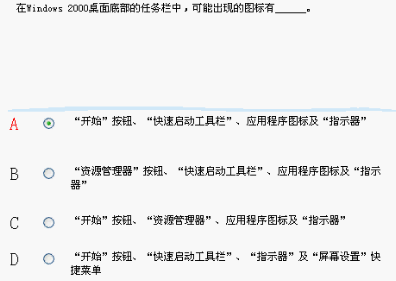 在Windows 2000桌面底部的任务栏中，可能出现的图标有______。
A “开始”按钮、“快速启动工具栏”、应用程序图标及“指示器”
B “资源管理器”按钮、“快速启动工具栏”、应用程序图标及“指示
器”
C “开始”按钮、“资源管理器”、应用程序图标及“指示器”
D “开始”按钮、“快速启动工具栏”、“指示器”及“屏幕设置”快
捷菜单